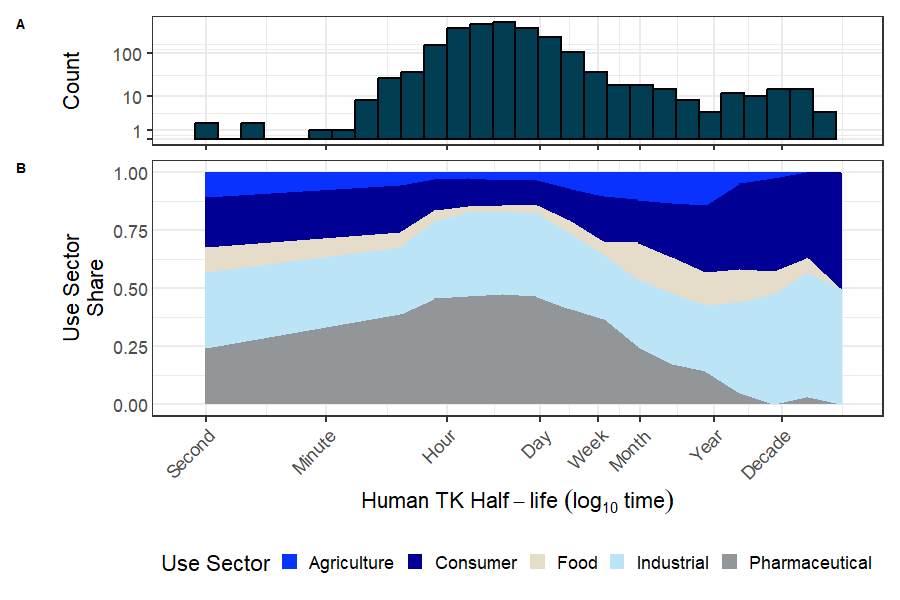 A
Count
100
10
1
B
Use Sector
Share
1.00
0.75
0.50
0.25
0.00
Second
Minute
Hour
Day
Week
Month
Year
Decade
Human TK Half − life (log10 time)
Use Sector Agriculture Consumer Food Industrial Pharmaceutical